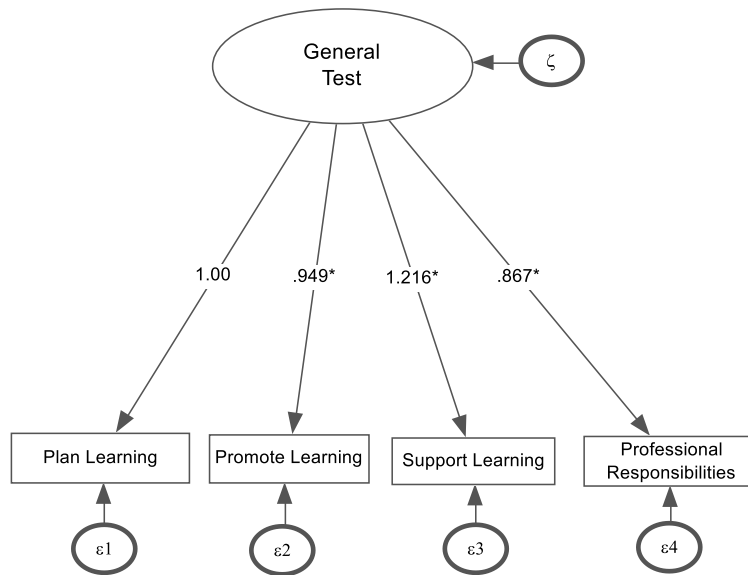 General
Test
ζ
1.00
.949*
1.216*
.867*
Plan Learning
Promote Learning
Support Learning
Professional
Responsibilities
ε1
ε2
ε3
ε4